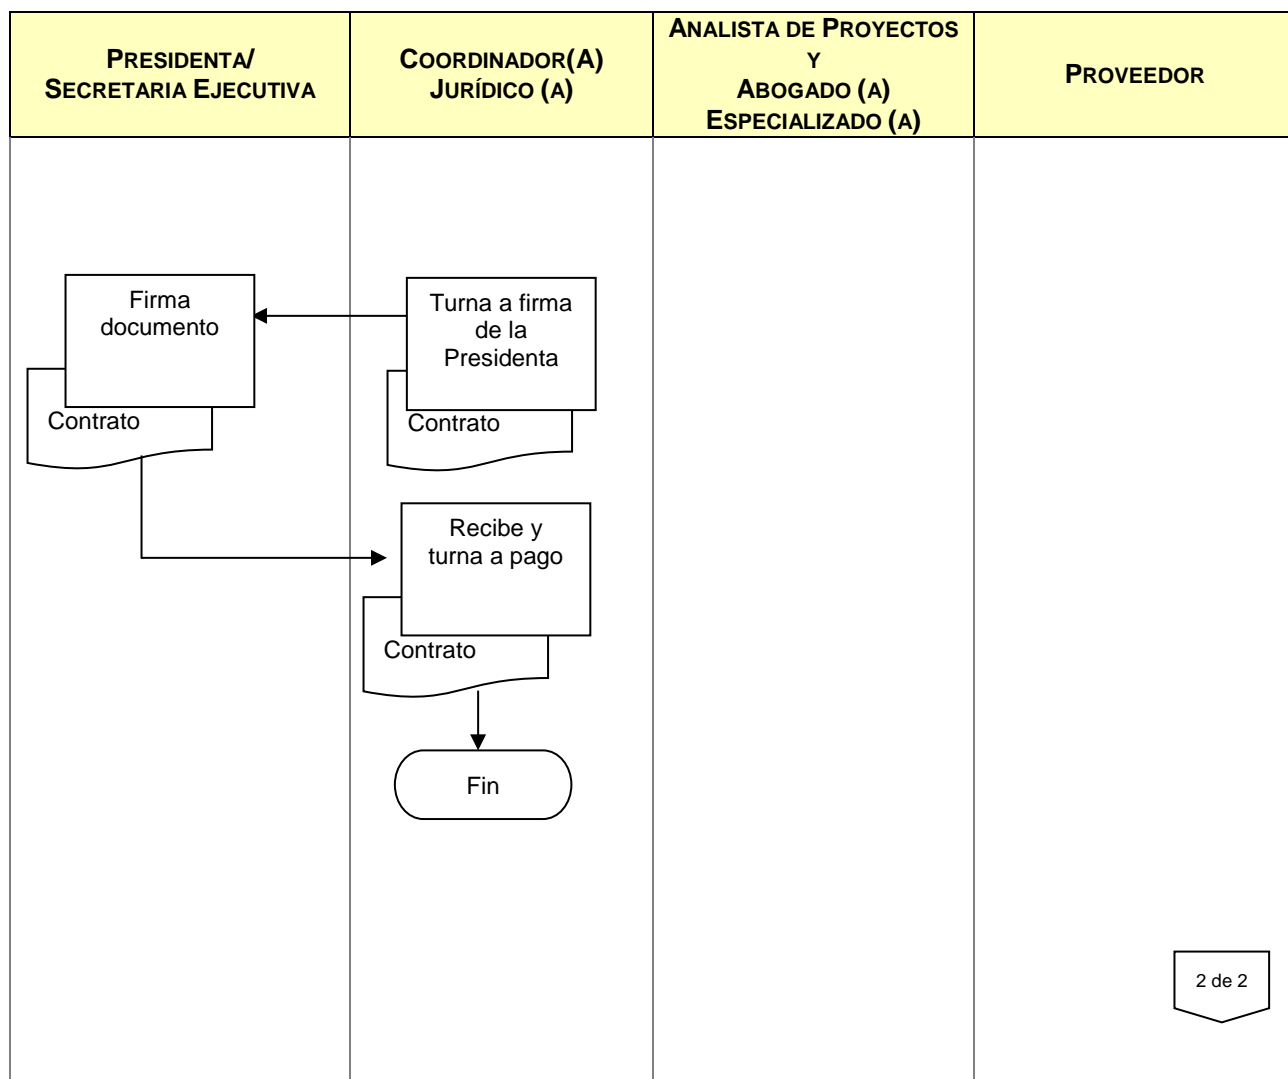 PRESIDENTA/
SECRETARIA EJECUTIVA
COORDINADOR(A)
JURÍDICO (A)
ANALISTA DE PROYECTOS
Y
ABOGADO (A)
ESPECIALIZADO (A)
PROVEEDOR
Firma
documento
Contrato
Turna a firma
de la
Presidenta
Contrato
Recibe y
turna a pago
Contrato
Fin
2 de 2